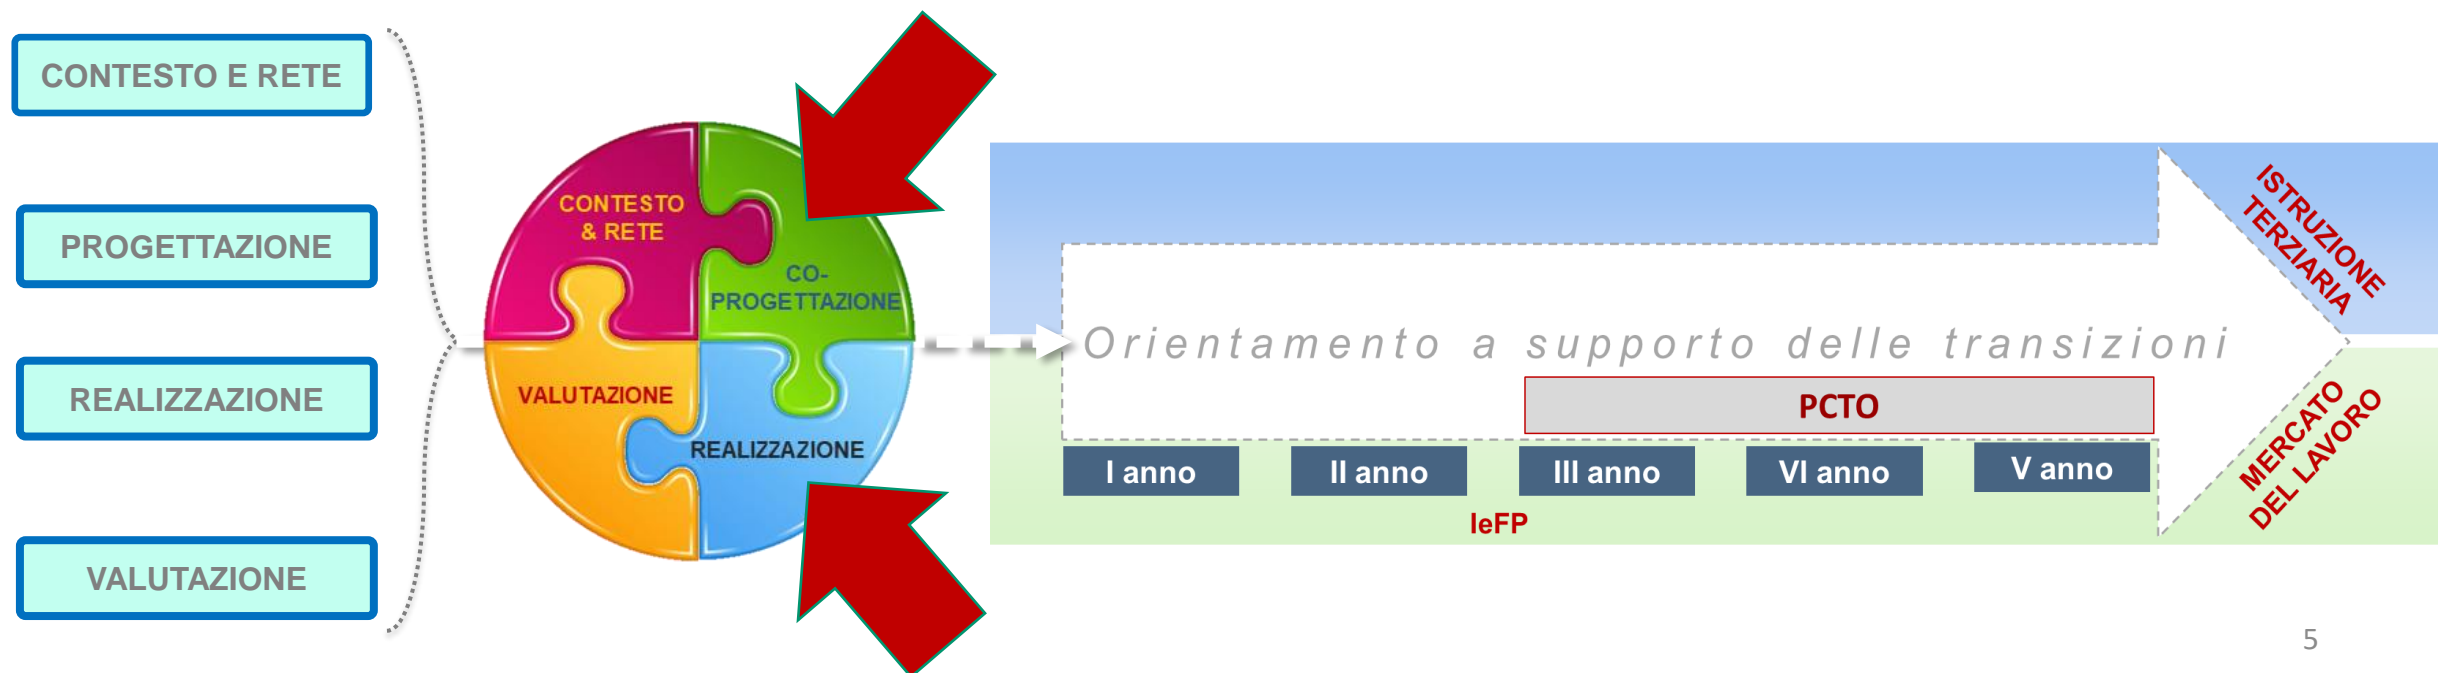 CONTESTO E RETE
PROGETTAZIONE
REALIZZAZIONE
VALUTAZIONE
CONTESTO
& RETE
CO-
PROGETTAZIONE
VALUTAZIONE
REALIZZAZIONE
Orientamento a supporto delle transizioni
PCTO
I anno
II anno
III anno
VI anno
V anno
IeFP
ISTRUZIONE
TERZIARIA
MERCATO
DEL LAVORO
5